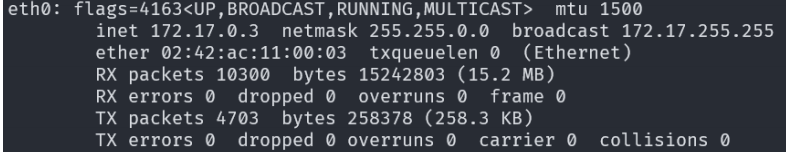 eth0: flags=4163<UP,BROADCAST,RUNNING,MULTICAST>  mtu 1500
        inet 172.17.0.3  netmask 255.255.0.0  broadcast 172.17.255.255
        ether 02:42:ac:11:00:03  txqueuelen 0  (Ethernet)
        RX packets 10300  bytes 15242803 (15.2 MB)
        RX errors 0  dropped 0  overruns 0  frame 0
        TX packets 4703  bytes 258378 (258.3 KB)
        TX errors 0  dropped 0 overruns 0  carrier 0  collisions 0